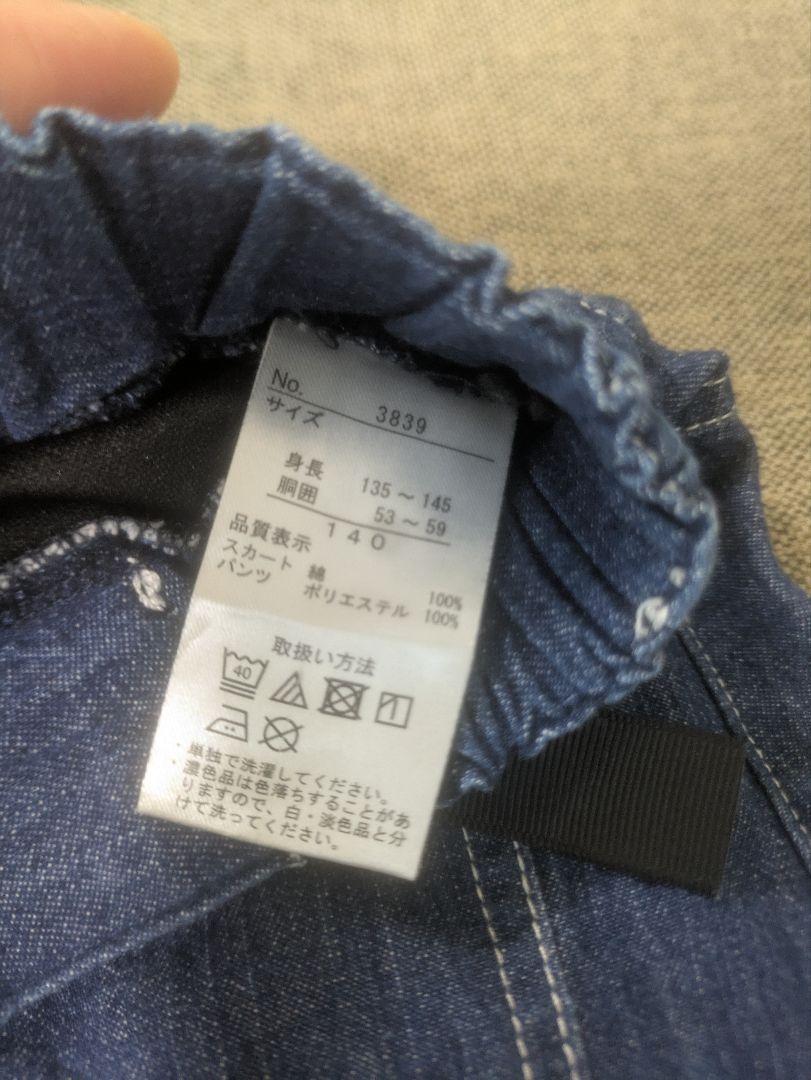 No. 3839
サイズ
身長 135～145
胴囲 53～59
140
品質表示
スカート 綿 100%
パンツ ポリエステル 100%
取扱い方法
40
・単独で洗濯してください。
・濃色品は色落ちすることがあ
りますので、白・淡色品と分
けて洗ってください。